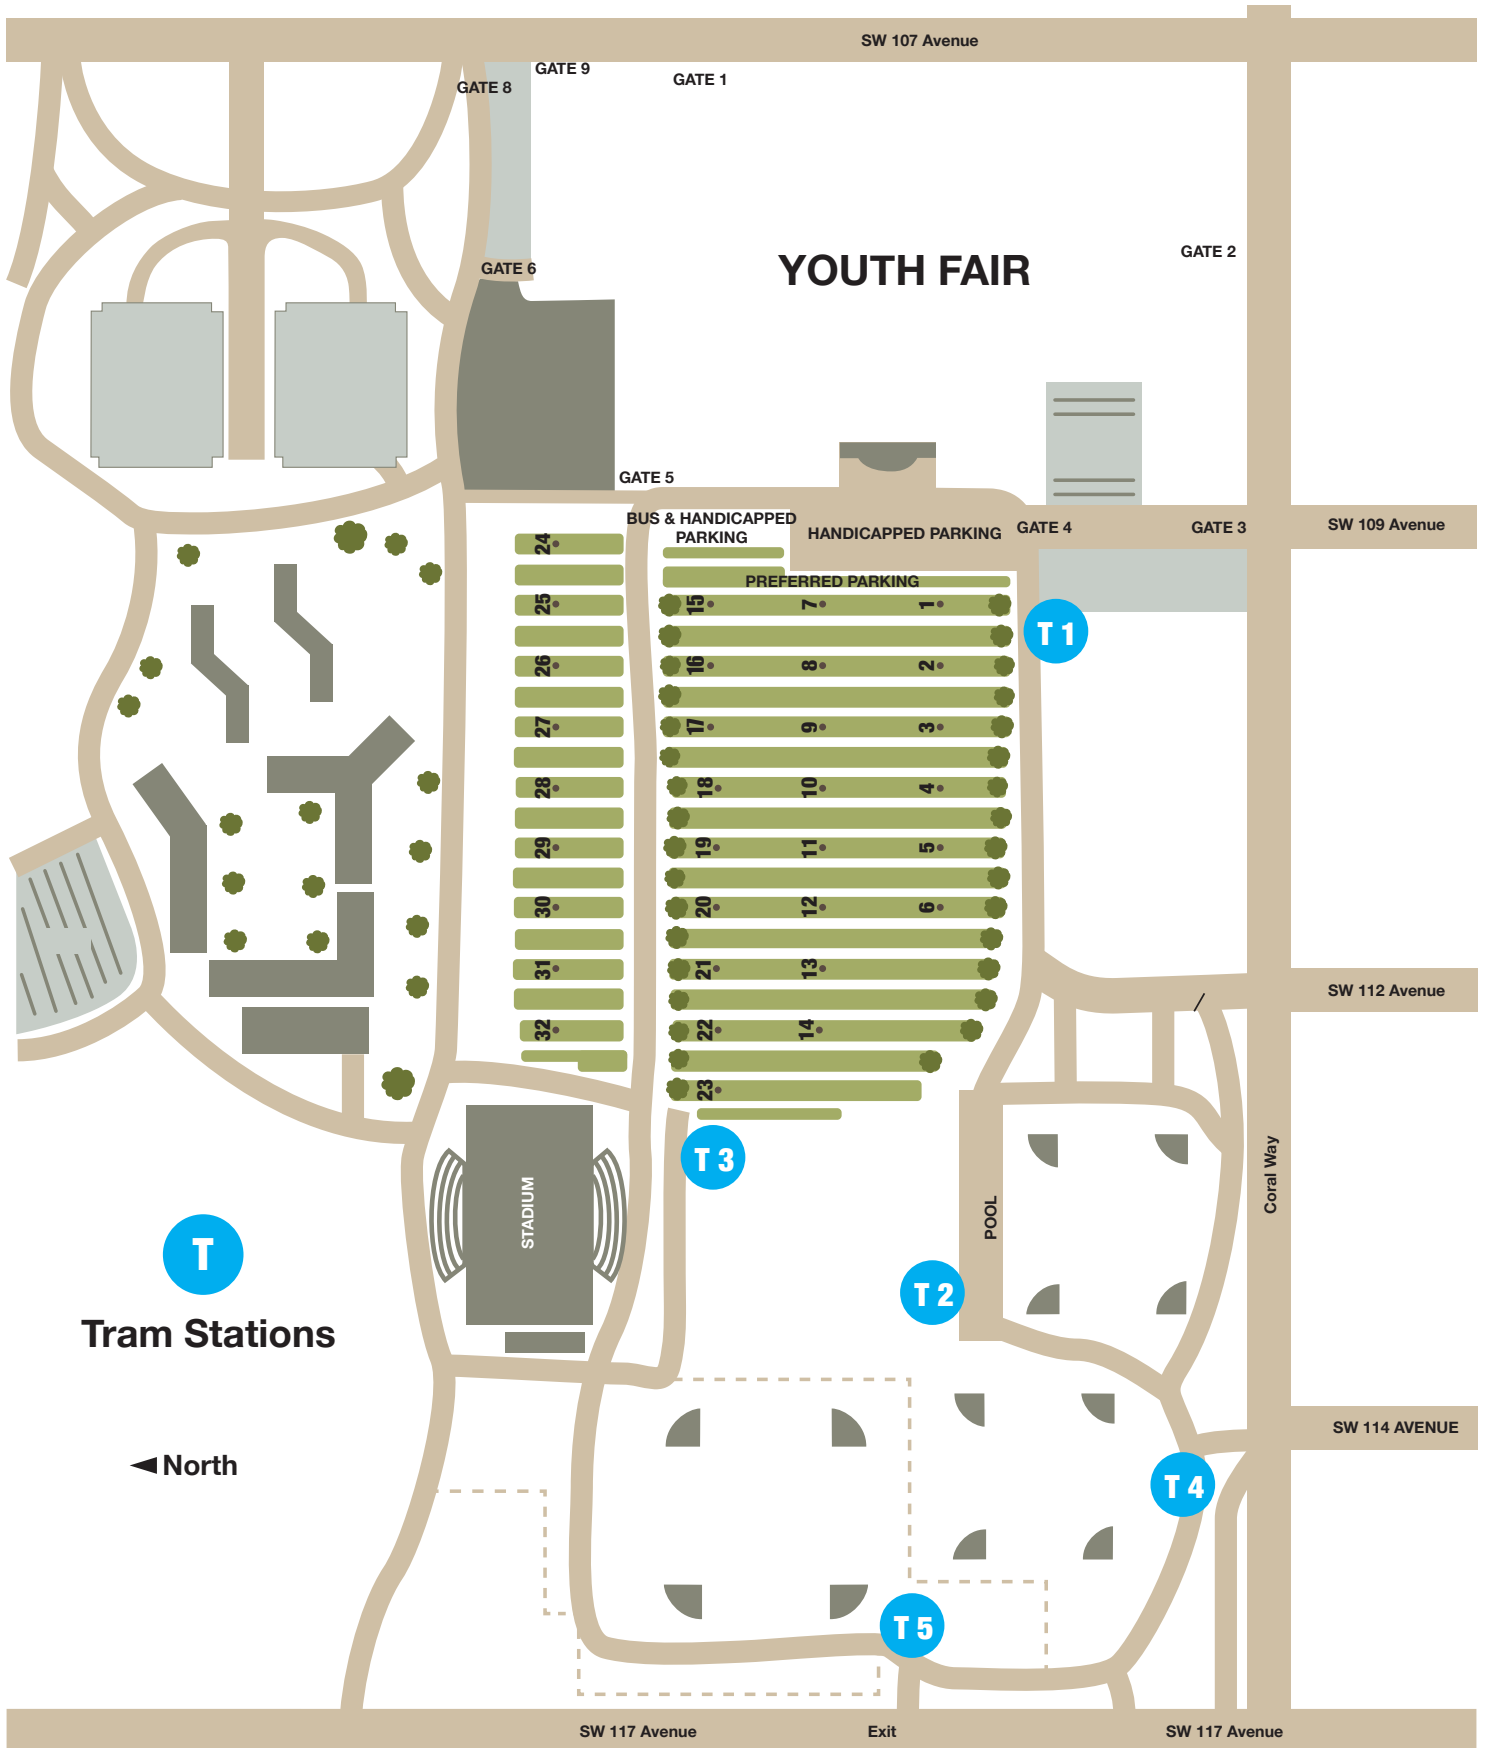 SW 107 Avenue
GATE 9
GATE 1
GATE 8
GATE 2
GATE 6
YOUTH FAIR
GATE 5
BUS & HANDICAPPED
PARKING
HANDICAPPED PARKING
GATE 4
GATE 3
SW 109 Avenue
PREFERRED PARKING
24
25
15
7
1
T 1
26
16
8
2
27
17
9
3
28
18
10
4
29
19
11
5
30
20
12
6
31
21
13
SW 112 Avenue
32
22
14
23
T 3
STADIUM
POOL
Coral Way
T
T 2
Tram Stations
SW 114 AVENUE
North
T 4
T 5
SW 117 Avenue
Exit
SW 117 Avenue